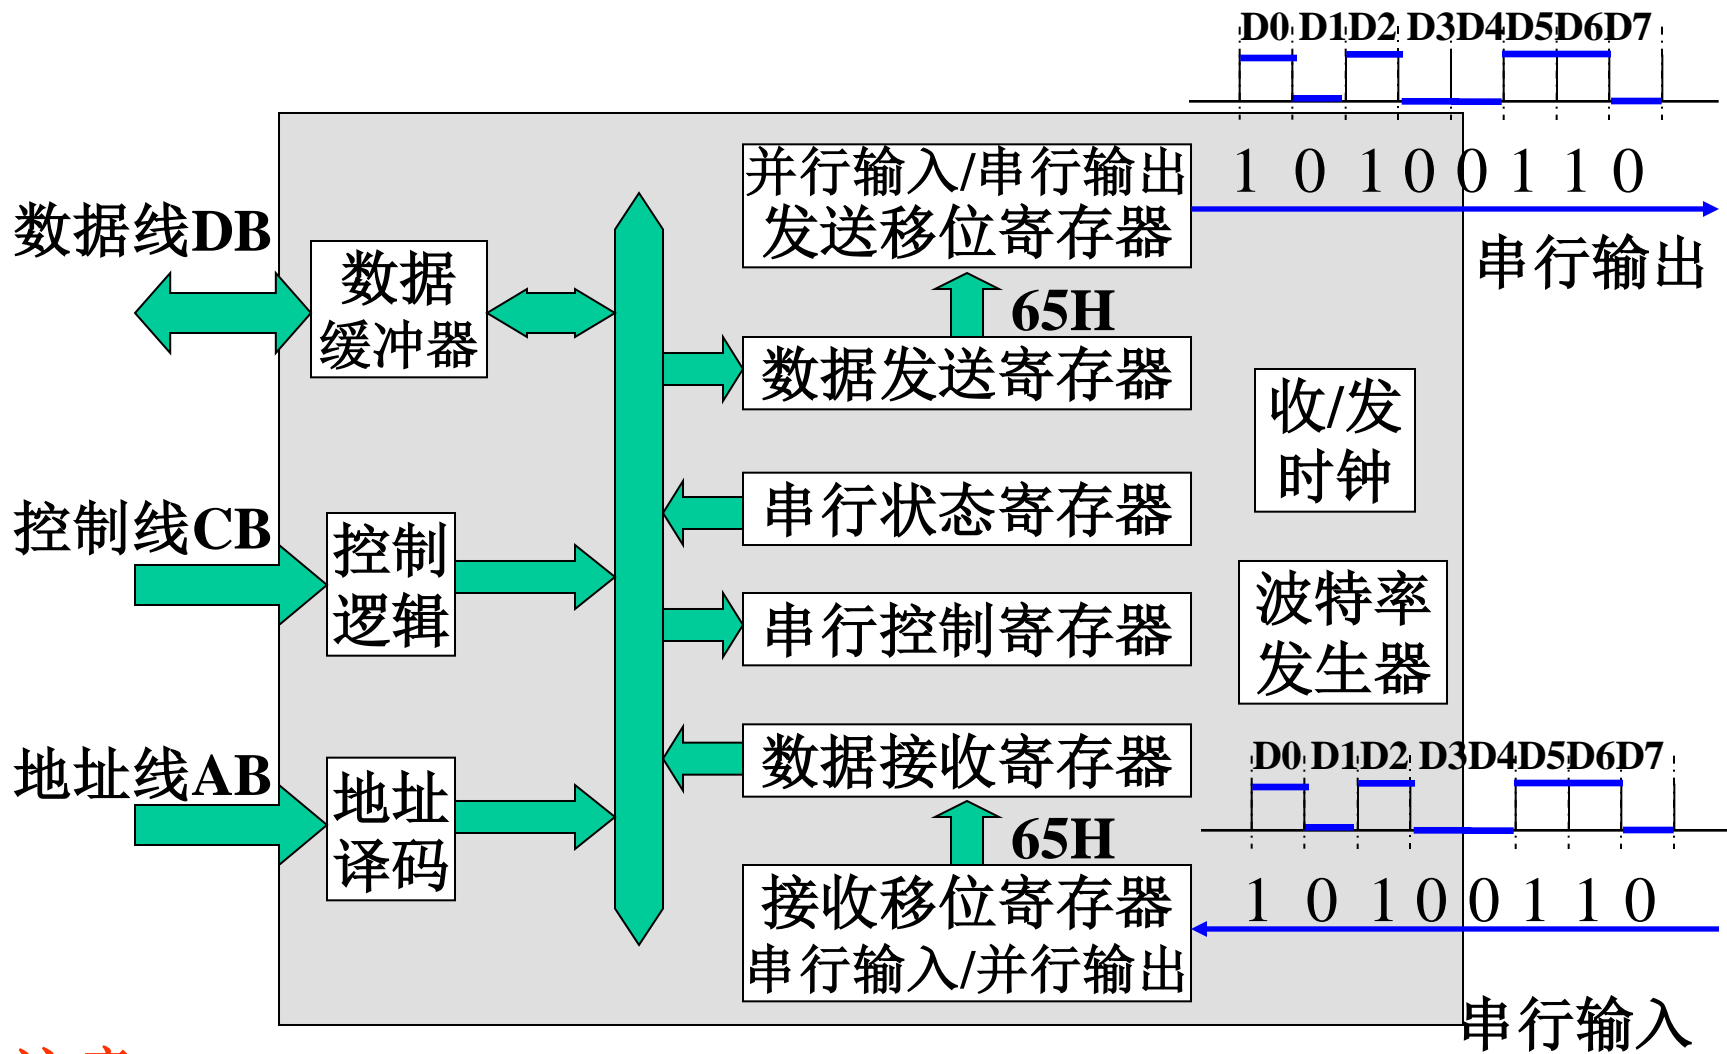 D0 D1 D2 D3 D4 D5 D6 D7
1 0 1 0 0 1 1 0
并行输入/串行输出
发送移位寄存器
串行输出
数据线DB
数据
缓冲器
65H
数据发送寄存器
收/发
时钟
串行状态寄存器
控制线CB
控制
逻辑
波特率
发生器
串行控制寄存器
数据接收寄存器
D0 D1 D2 D3 D4 D5 D6 D7
地址线AB
地址
译码
65H
1 0 1 0 0 1 1 0
接收移位寄存器
串行输入/并行输出
串行输入